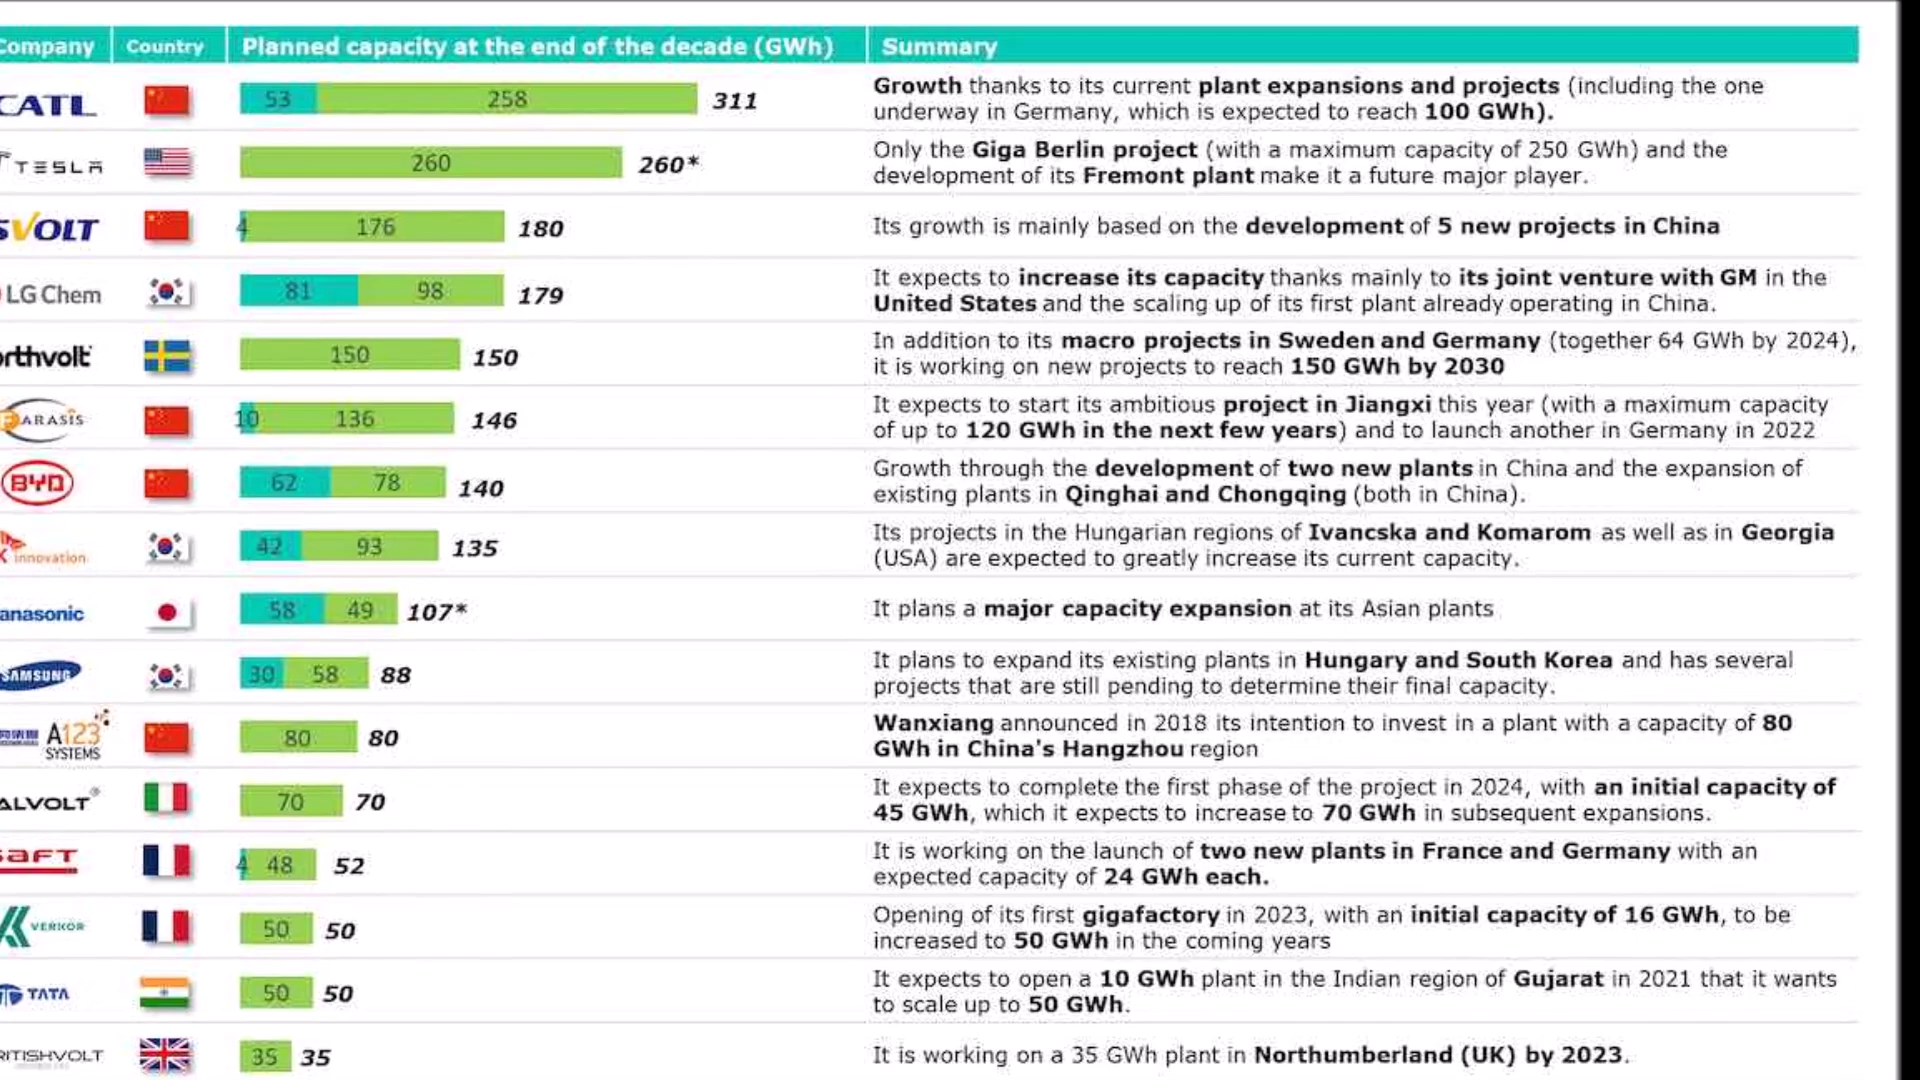 Company Country Planned capacity at the end of the decade (GWh) Summary
CATL 53 258 311
Growth thanks to its current plant expansions and projects (including the one
underway in Germany, which is expected to reach 100 GWh).
TESLA 260 260*
Only the Giga Berlin project (with a maximum capacity of 250 GWh) and the
development of its Fremont plant make it a future major player.
SVOLT 4 176 180
Its growth is mainly based on the development of 5 new projects in China
LG Chem 81 98 179
It expects to increase its capacity thanks mainly to its joint venture with GM in the
United States and the scaling up of its first plant already operating in China.
orthvolt 150 150
In addition to its macro projects in Sweden and Germany (together 64 GWh by 2024),
it is working on new projects to reach 150 GWh by 2030
FARASIS 10 136 146
It expects to start its ambitious project in Jiangxi this year (with a maximum capacity
of up to 120 GWh in the next few years) and to launch another in Germany in 2022
BYD 62 78 140
Growth through the development of two new plants in China and the expansion of
existing plants in Qinghai and Chongqing (both in China).
K innovation 42 93 135
Its projects in the Hungarian regions of Ivancska and Komarom as well as in Georgia
(USA) are expected to greatly increase its current capacity.
anasonic 58 49 107*
It plans a major capacity expansion at its Asian plants
SAMSUNG 30 58 88
It plans to expand its existing plants in Hungary and South Korea and has several
projects that are still pending to determine their final capacity.
A123 SYSTEMS 80 80
Wanxiang announced in 2018 its intention to invest in a plant with a capacity of 80
GWh in China's Hangzhou region
ALVOLT® 70 70
It expects to complete the first phase of the project in 2024, with an initial capacity of
45 GWh, which it expects to increase to 70 GWh in subsequent expansions.
saft 4 48 52
It is working on the launch of two new plants in France and Germany with an
expected capacity of 24 GWh each.
VERKOR 50 50
Opening of its first gigafactory in 2023, with an initial capacity of 16 GWh, to be
increased to 50 GWh in the coming years
TATA 50 50
It expects to open a 10 GWh plant in the Indian region of Gujarat in 2021 that it wants
to scale up to 50 GWh.
RITISHVOLT 35 35
It is working on a 35 GWh plant in Northumberland (UK) by 2023.